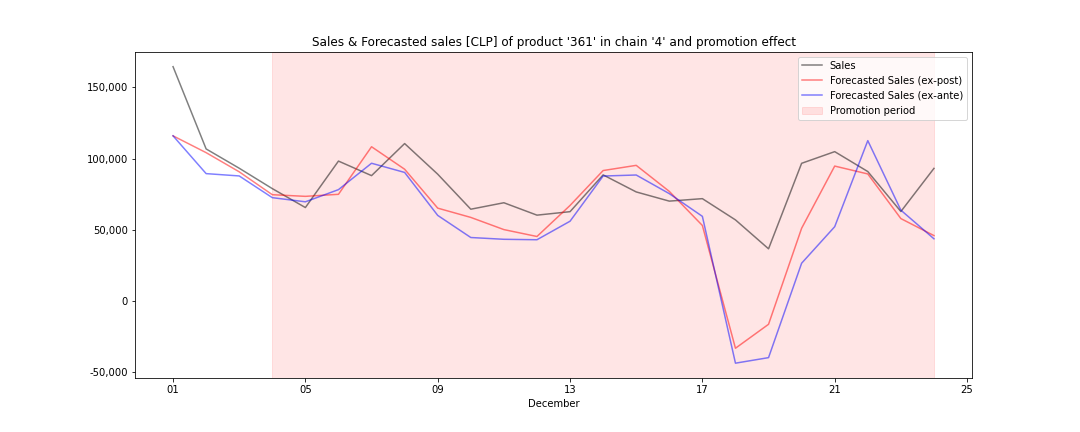 Sales & Forecasted sales [CLP] of product '361' in chain '4' and promotion effect
Sales
Forecasted Sales (ex-post)
Forecasted Sales (ex-ante)
Promotion period
150,000
100,000
50,000
0
-50,000
01 05 09 13 17 21 25
December